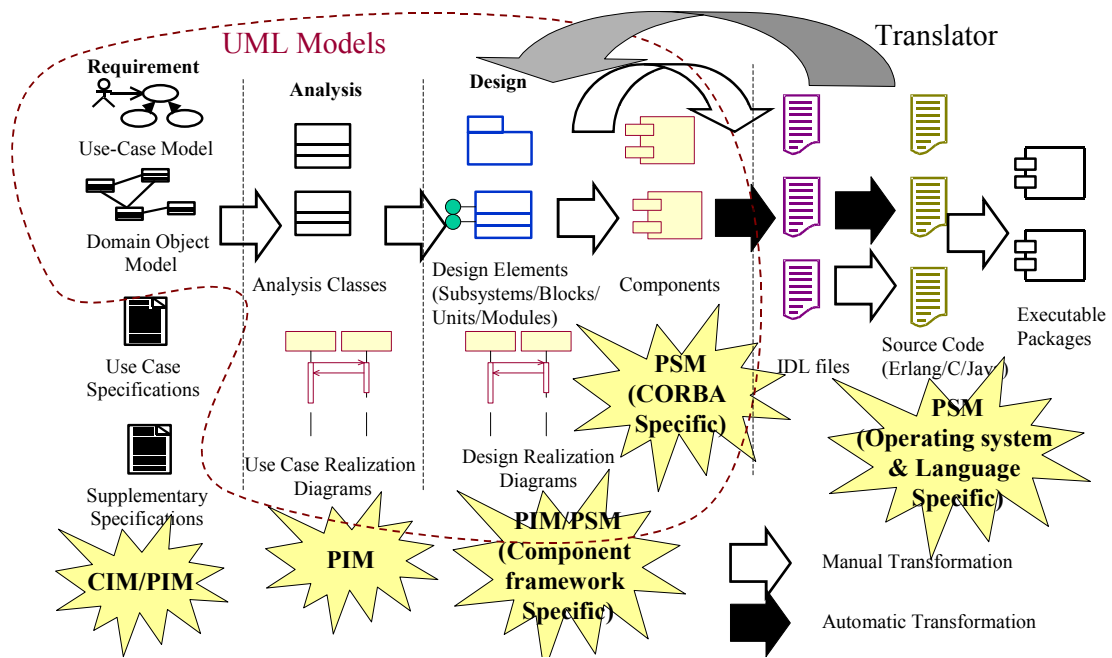 UML Models
Translator
Requirement
Use-Case Model
Domain Object
Model
Use Case
Specifications
Supplementary
Specifications
CIM/PIM
Analysis
Analysis Classes
Use Case Realization
Diagrams
PIM
Design
Design Elements
(Subsystems/Blocks/
Units/Modules)
Design Realization
Diagrams
PIM/PSM
(Component
framework
Specific)
Components
PSM
(CORBA
Specific)
IDL files
Source Code
(Erlang/C/Java)
PSM
(Operating system
& Language
Specific)
Executable
Packages
Manual Transformation
Automatic Transformation